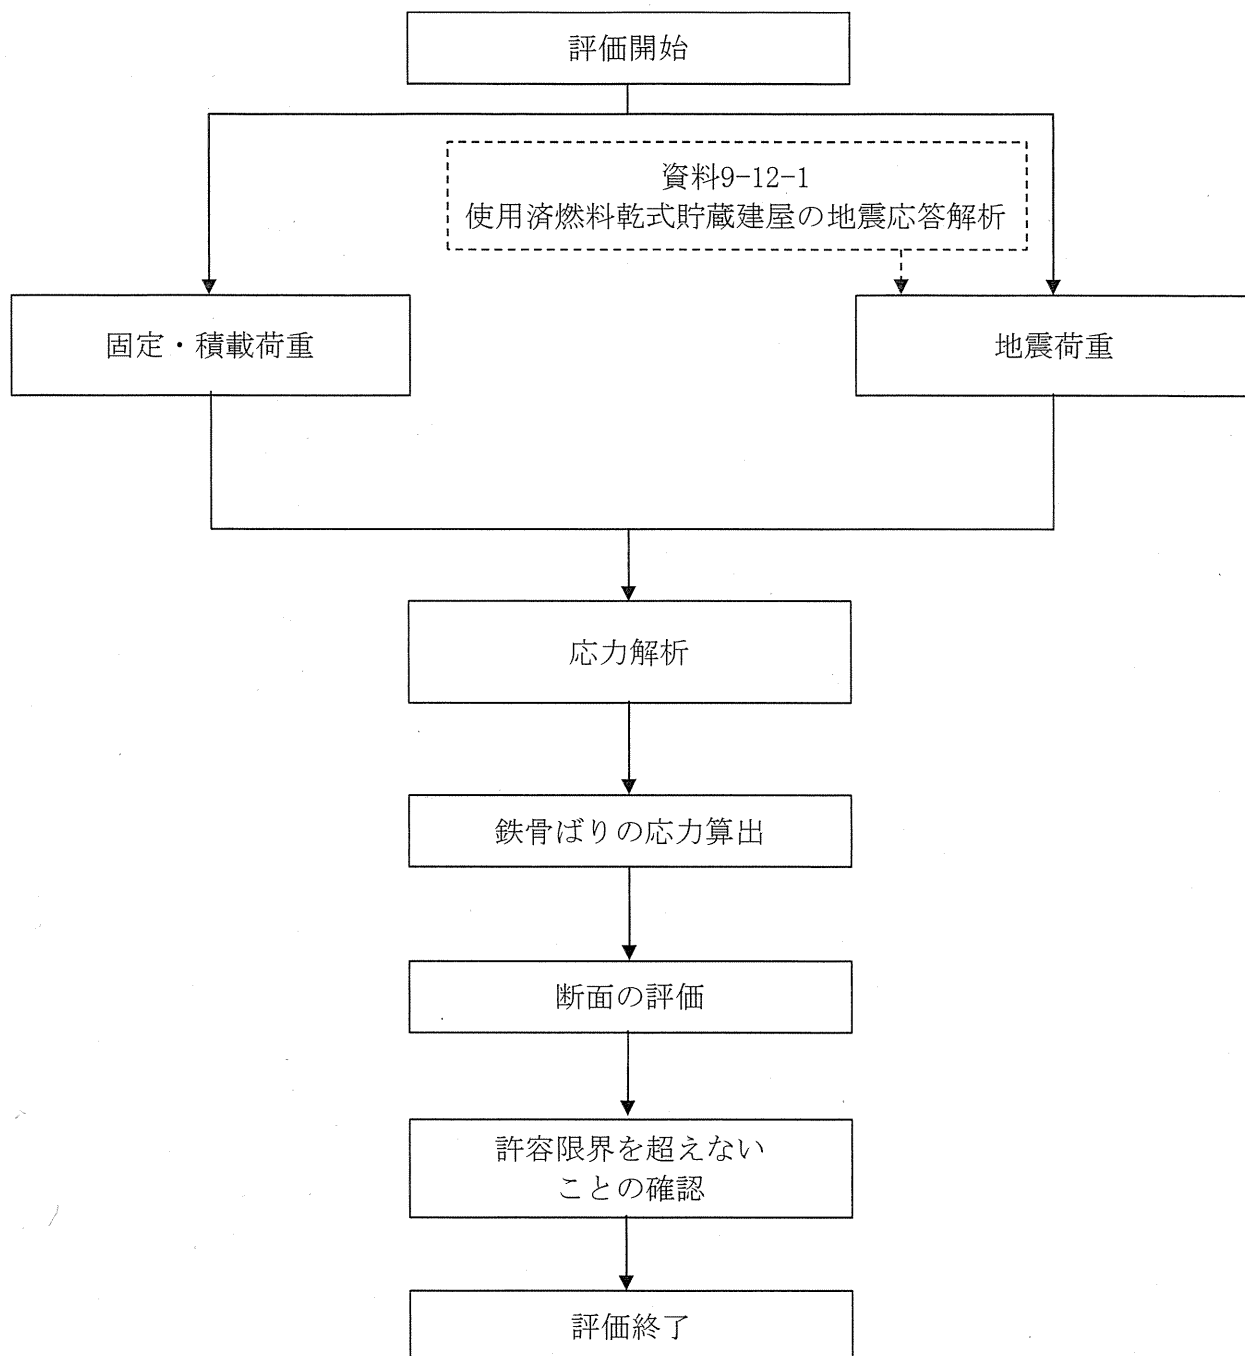 評価開始
資料9-12-1
使用済燃料乾式貯蔵建屋の地震応答解析
固定・積載荷重
地震荷重
応力解析
鉄骨ばりの応力算出
断面の評価
許容限界を超えない
ことの確認
評価終了